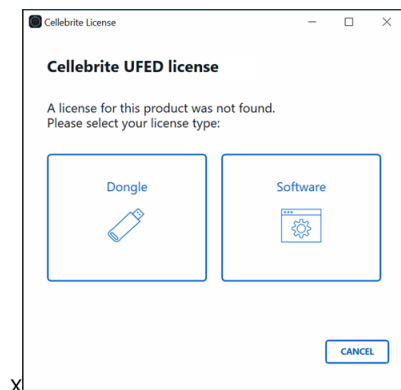 Cellebrite License
Cellebrite UFED license
A license for this product was not found.
Please select your license type:
Dongle
Software
CANCEL
X